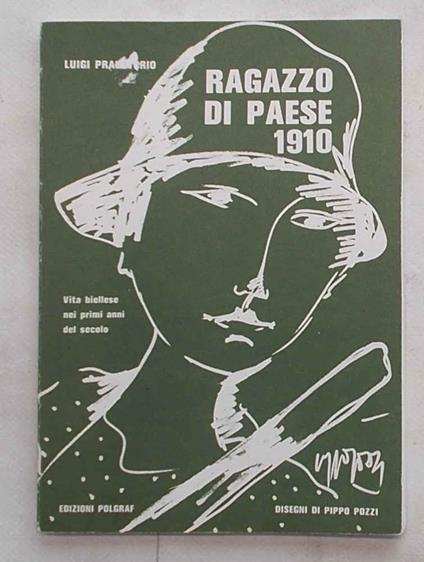 LUIGI
RAGAZZO
DI PAESE
1910
Vita biellese
nei primi anni
del secolo
EDIZIONI POLGRAF
DISEGNI DI PIPPO POZZI